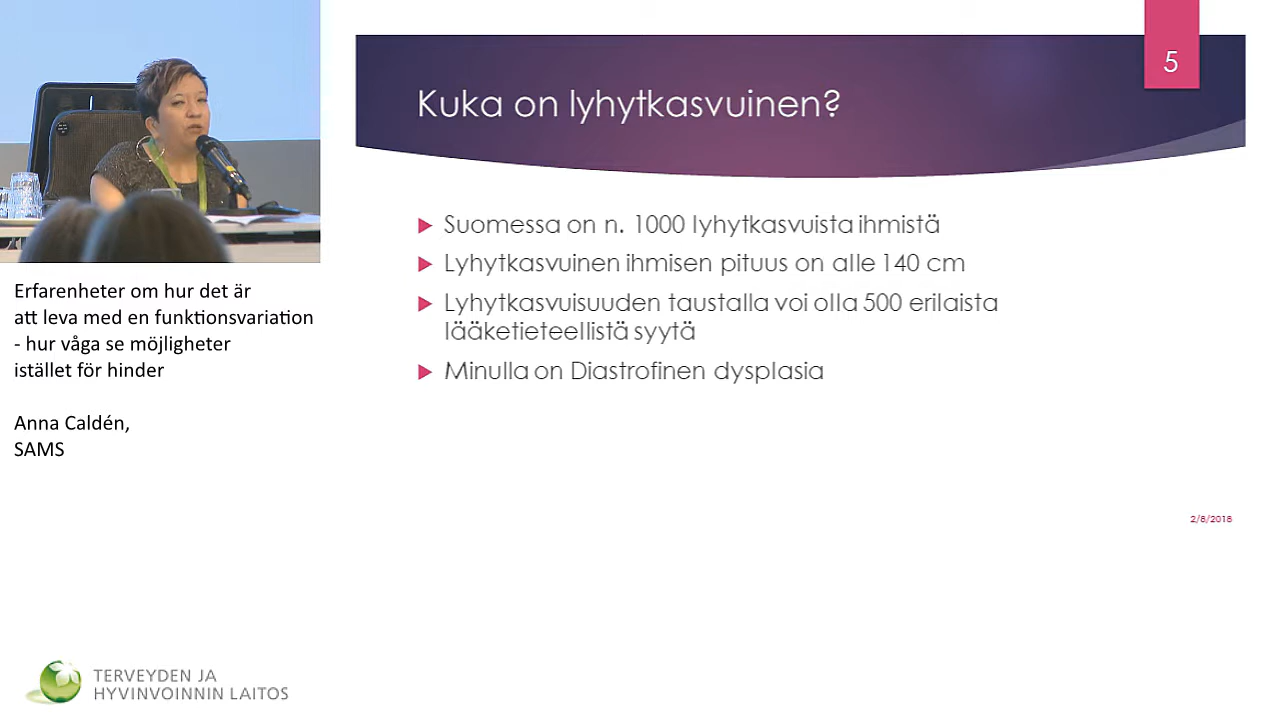 5
Kuka on lyhytkasvuinen?
Suomessa on n. 1000 lyhytkasvuista ihmistä
Lyhytkasvuinen ihmisen pituus on alle 140 cm
Lyhytkasvuisuuden taustalla voi olla 500 erilaista
lääketieteellistä syytä
Minulla on Diastrofinen dysplasia
2/6/2018
Erfarenheter om hur det är
att leva med en funktionsvariation
- hur våga se möjligheter
istället för hinder
Anna Caldén,
SAMS
TERVEYDEN JA
HYVINVOINNIN LAITOS